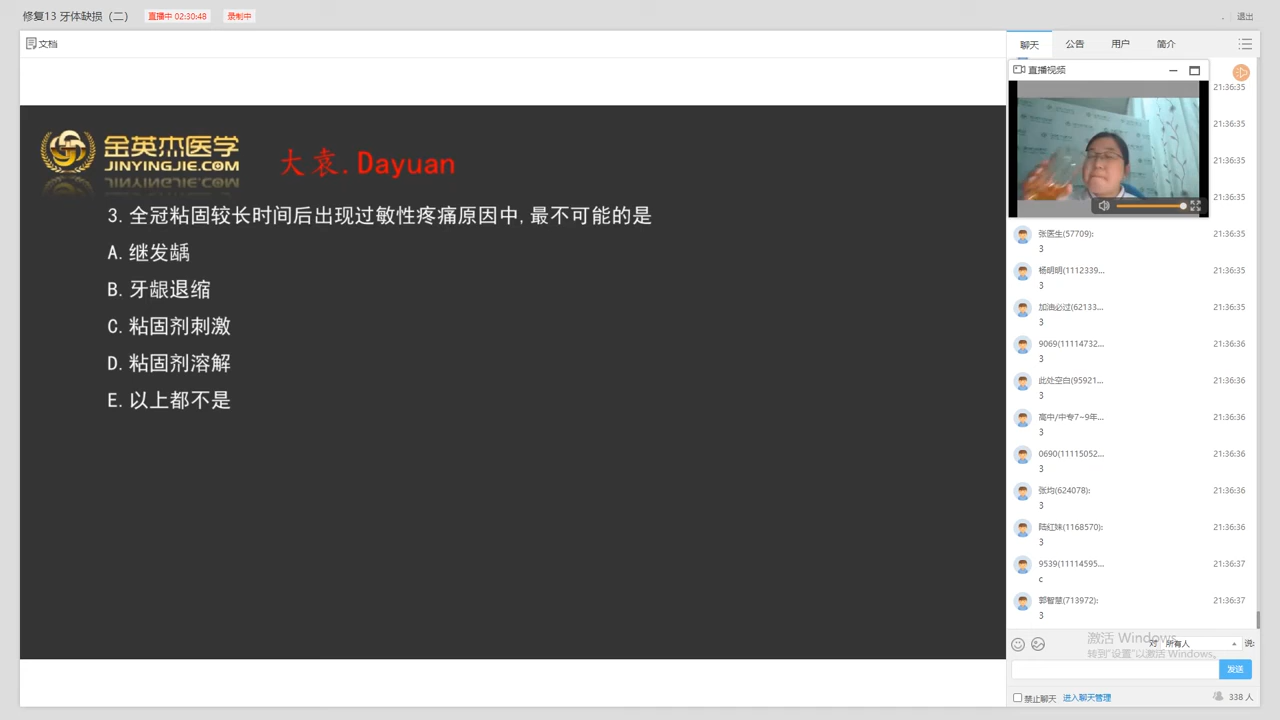 修复13 牙体缺损（二）
直播中 02:30:48
录制中
退出
文档
聊天
公告
用户
简介
直播视频
金英杰医学
JINYINGJIE.COM
大袁.Dayuan
3. 全冠粘固较长时间后出现过敏性疼痛原因中, 最不可能的是
A. 继发龋
B. 牙龈退缩
C. 粘固剂刺激
D. 粘固剂溶解
E. 以上都不是
21:36:35
21:36:35
21:36:35
21:36:35
张医生(57709): 21:36:35
3
杨明明(1112339... 21:36:35
3
加油必过(62133... 21:36:35
3
9069(11114732... 21:36:36
3
此处空白(95921... 21:36:36
3
高中/中专7~9年... 21:36:36
3
0690(11115052... 21:36:36
3
张均(624078): 21:36:36
3
陆红妹(1168570): 21:36:36
3
9539(11114595... 21:36:37
c
郭智慧(713972): 21:36:37
3
激活 Windows
对 所有人 说:
转到"设置"以激活 Windows。
发送
禁止聊天 进入聊天管理 338 人